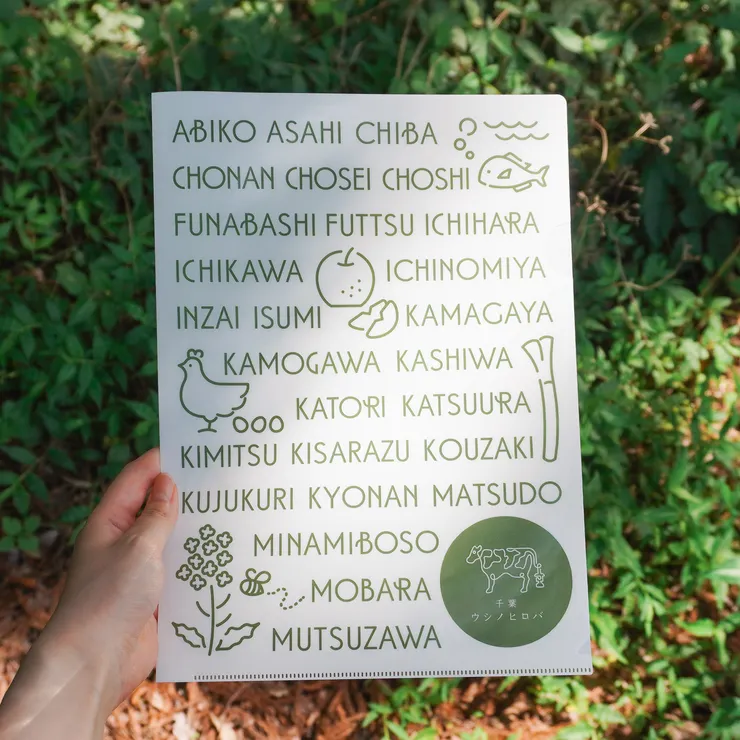 ABIKO ASAHI CHIBA
CHONAN CHOSEI CHOSHI
FUNABASHI FUTTSU ICHIHARA
ICHIKAWA ICHINOMIYA
INZAI ISUMI KAMAGAYA
KAMOGAWA KASHIWA
KATORI KATSUURA
KIMITSU KISARAZU KOUZAKI
KUJUKURI KYONAN MATSUDO
MINAMIBOSO
MOBARA
MUTSUZAWA
千葉
ウシノヒロバ